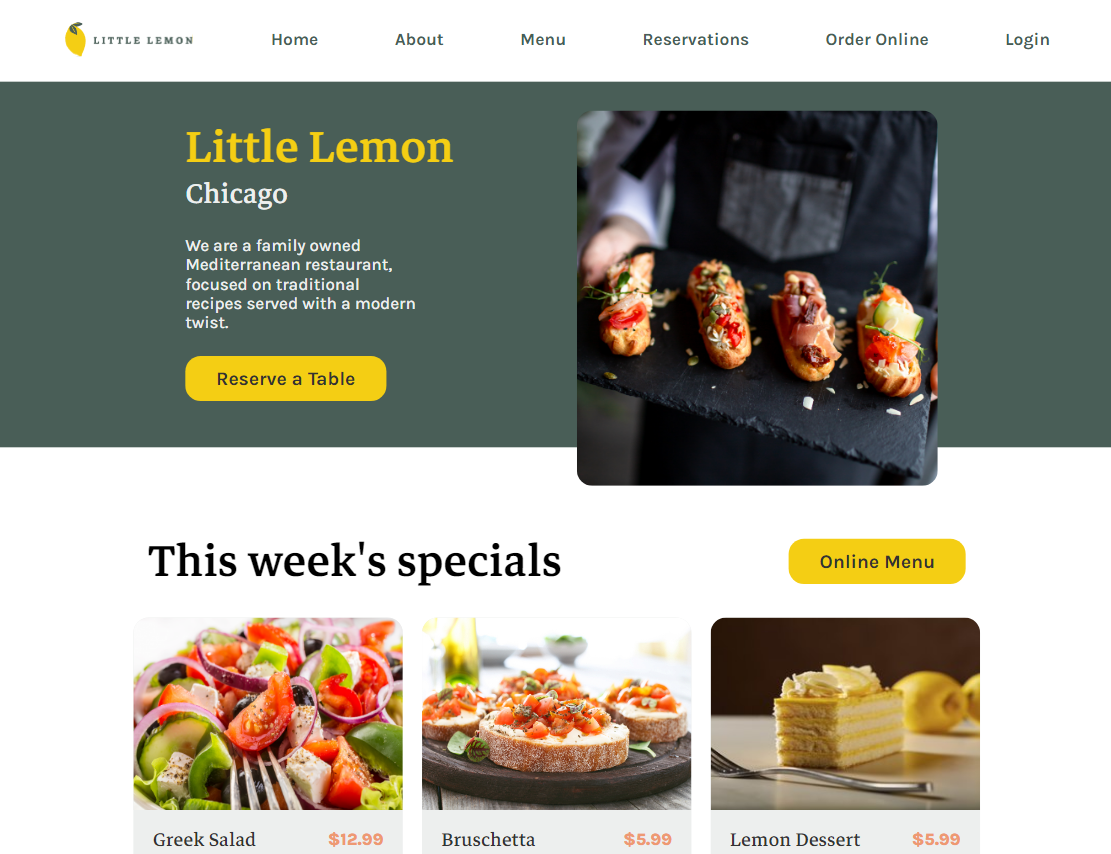 LITTLE LEMON
Home About Menu Reservations Order Online Login
Little Lemon
Chicago
We are a family owned
Mediterranean restaurant,
focused on traditional
recipes served with a modern
twist.
Reserve a Table
This week's specials
Online Menu
Greek Salad $12.99
Bruschetta $5.99
Lemon Dessert $5.99